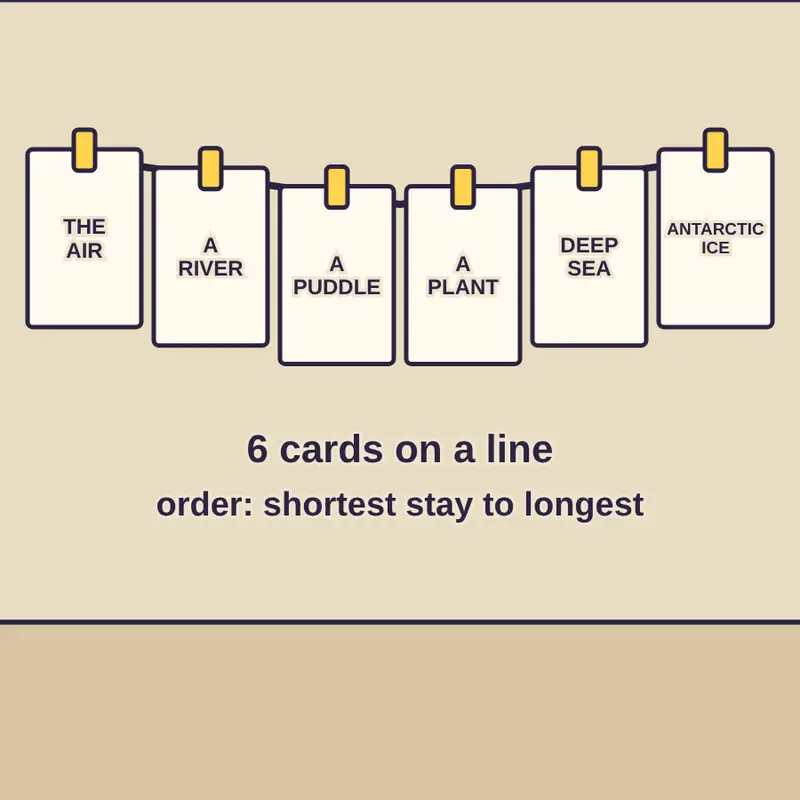 THE
AIR
A
RIVER
A
PUDDLE
A
PLANT
DEEP
SEA
ANTARCTIC
ICE
6 cards on a line
order: shortest stay to longest